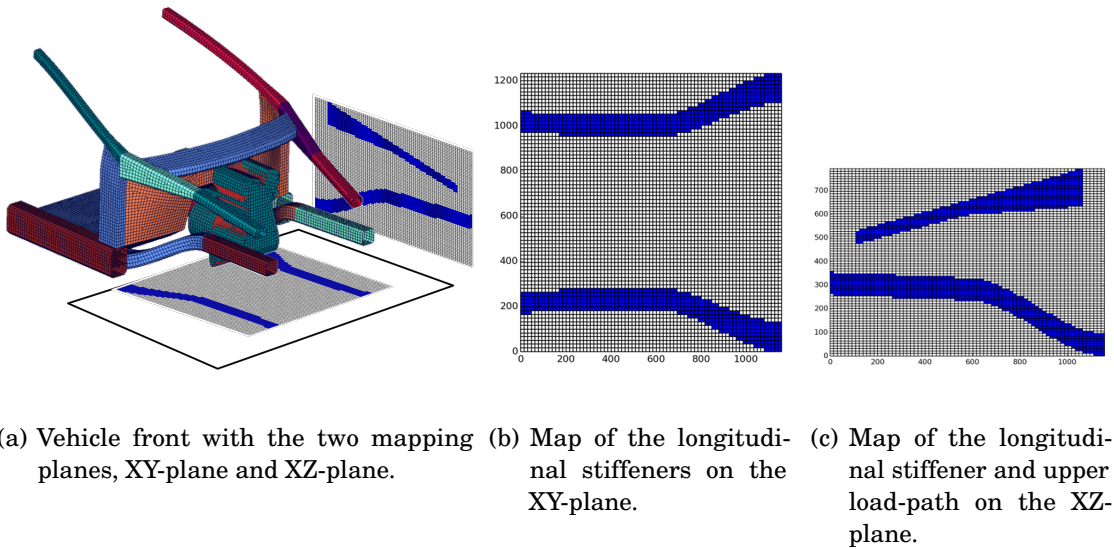 1200
1000
800
600
400
200
0
0 200 400 600 800 1000
700
600
500
400
300
200
100
0
0 200 400 600 800 1000
a) Vehicle front with the two mapping planes, XY-plane and XZ-plane.
(b) Map of the longitudi-
nal stiffeners on the
XY-plane.
(c) Map of the longitudi-
nal stiffener and upper
load-path on the XZ-
plane.